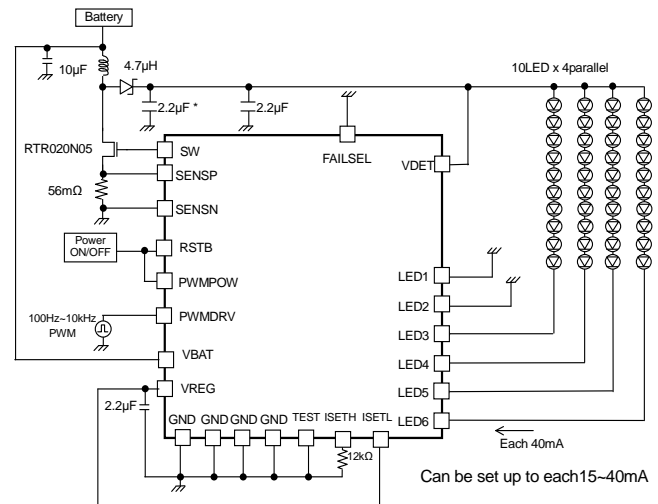 Battery
10µF
4.7µH
2.2µF *
2.2µF
10LED x 4parallel
RTR020N05
SW
FAILSEL
VDET
SENSP
56mΩ
SENSN
Power
ON/OFF
RSTB
PWMPOW
LED1
LED2
100Hz~10kHz
PWM
PWMDRV
LED3
VBAT
LED4
VREG
LED5
2.2µF
GND GND GND GND TEST ISETH ISETL
LED6
Each 40mA
12kΩ
Can be set up to each15~40mA